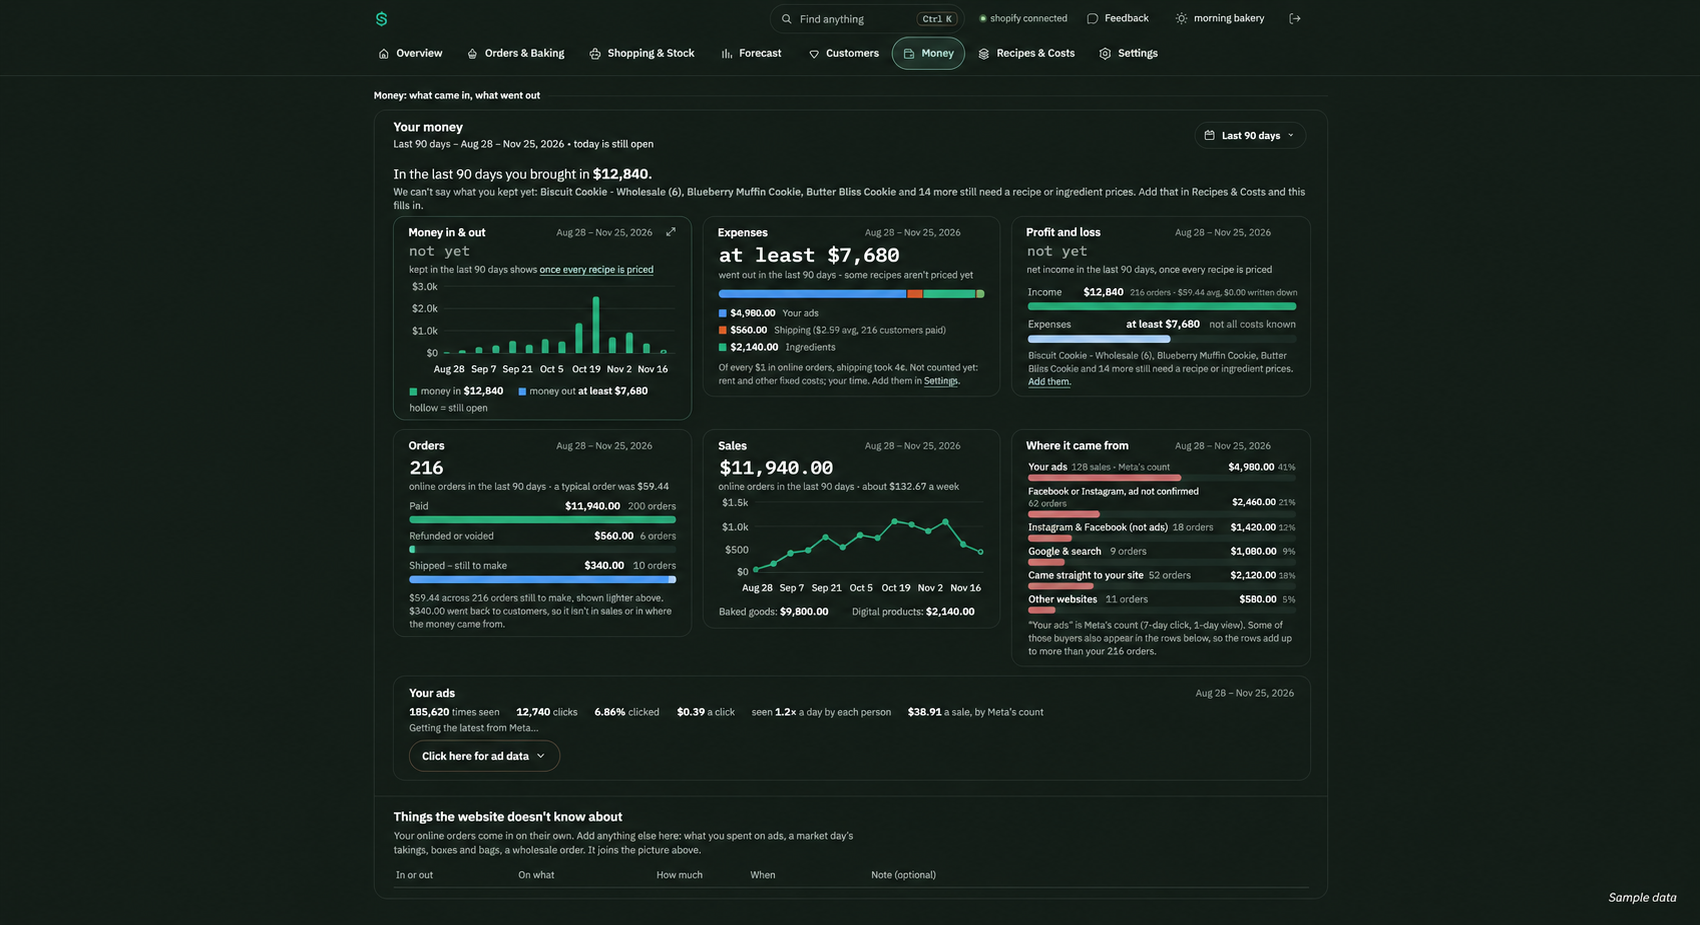 Find anything Ctrl K
shopify connected
Feedback
morning bakery
Overview
Orders & Baking
Shopping & Stock
Forecast
Customers
Money
Recipes & Costs
Settings
Money: what came in, what went out
Your money
Last 90 days – Aug 28 – Nov 25, 2026 • today is still open
Last 90 days
In the last 90 days you brought in $12,840.
We can't say what you kept yet: Biscuit Cookie - Wholesale (6), Blueberry Muffin Cookie, Butter Bliss Cookie and 14 more still need a recipe or ingredient prices. Add that in Recipes & Costs and this
fills in.
Money in & out
Aug 28 – Nov 25, 2026
not yet
kept in the last 90 days shows once every recipe is priced
$3.0k
$2.0k
$1.0k
$0
Aug 28 Sep 7 Sep 21 Oct 5 Oct 19 Nov 2 Nov 16
money in $12,840 money out at least $7,680
hollow = still open
Expenses
Aug 28 – Nov 25, 2026
at least $7,680
went out in the last 90 days - some recipes aren't priced yet
$4,980.00 Your ads
$560.00 Shipping ($2.59 avg, 216 customers paid)
$2,140.00 Ingredients
Of every $1 in online orders, shipping took 4¢. Not counted yet:
rent and other fixed costs; your time. Add them in Settings.
Profit and loss
Aug 28 – Nov 25, 2026
not yet
net income in the last 90 days, once every recipe is priced
Income $12,840 216 orders - $59.44 avg, $0.00 written down
Expenses at least $7,680 not all costs known
Biscuit Cookie - Wholesale (6), Blueberry Muffin Cookie, Butter
Bliss Cookie and 14 more still need a recipe or ingredient prices.
Add them.
Orders
Aug 28 – Nov 25, 2026
216
online orders in the last 90 days - a typical order was $59.44
Paid $11,940.00 200 orders
Refunded or voided $560.00 6 orders
Shipped – still to make $340.00 10 orders
$59.44 across 216 orders still to make, shown lighter above.
$340.00 went back to customers, so it isn't in sales or in where
the money came from.
Sales
Aug 28 – Nov 25, 2026
$11,940.00
online orders in the last 90 days - about $132.67 a week
$1.5k
$1.0k
$500
$0
Aug 28 Sep 7 Sep 21 Oct 5 Oct 19 Nov 2 Nov 16
Baked goods: $9,800.00 Digital products: $2,140.00
Where it came from
Aug 28 – Nov 25, 2026
Your ads 128 sales - Meta's count $4,980.00 41%
Facebook or Instagram, ad not confirmed
62 orders $2,460.00 21%
Instagram & Facebook (not ads) 18 orders $1,420.00 12%
Google & search 9 orders $1,080.00 9%
Came straight to your site 52 orders $2,120.00 18%
Other websites 11 orders $580.00 5%
"Your ads" is Meta's count (7-day click, 1-day view). Some of
those buyers also appear in the rows below, so the rows add up
to more than your 216 orders.
Your ads
Aug 28 – Nov 25, 2026
185,620 times seen 12,740 clicks 6.86% clicked $0.39 a click seen 1.2× a day by each person $38.91 a sale, by Meta's count
Getting the latest from Meta...
Click here for ad data
Things the website doesn't know about
Your online orders come in on their own. Add anything else here: what you spent on ads, a market day's
takings, boxes and bags, a wholesale order. It joins the picture above.
In or out On what How much When Note (optional)
Sample data